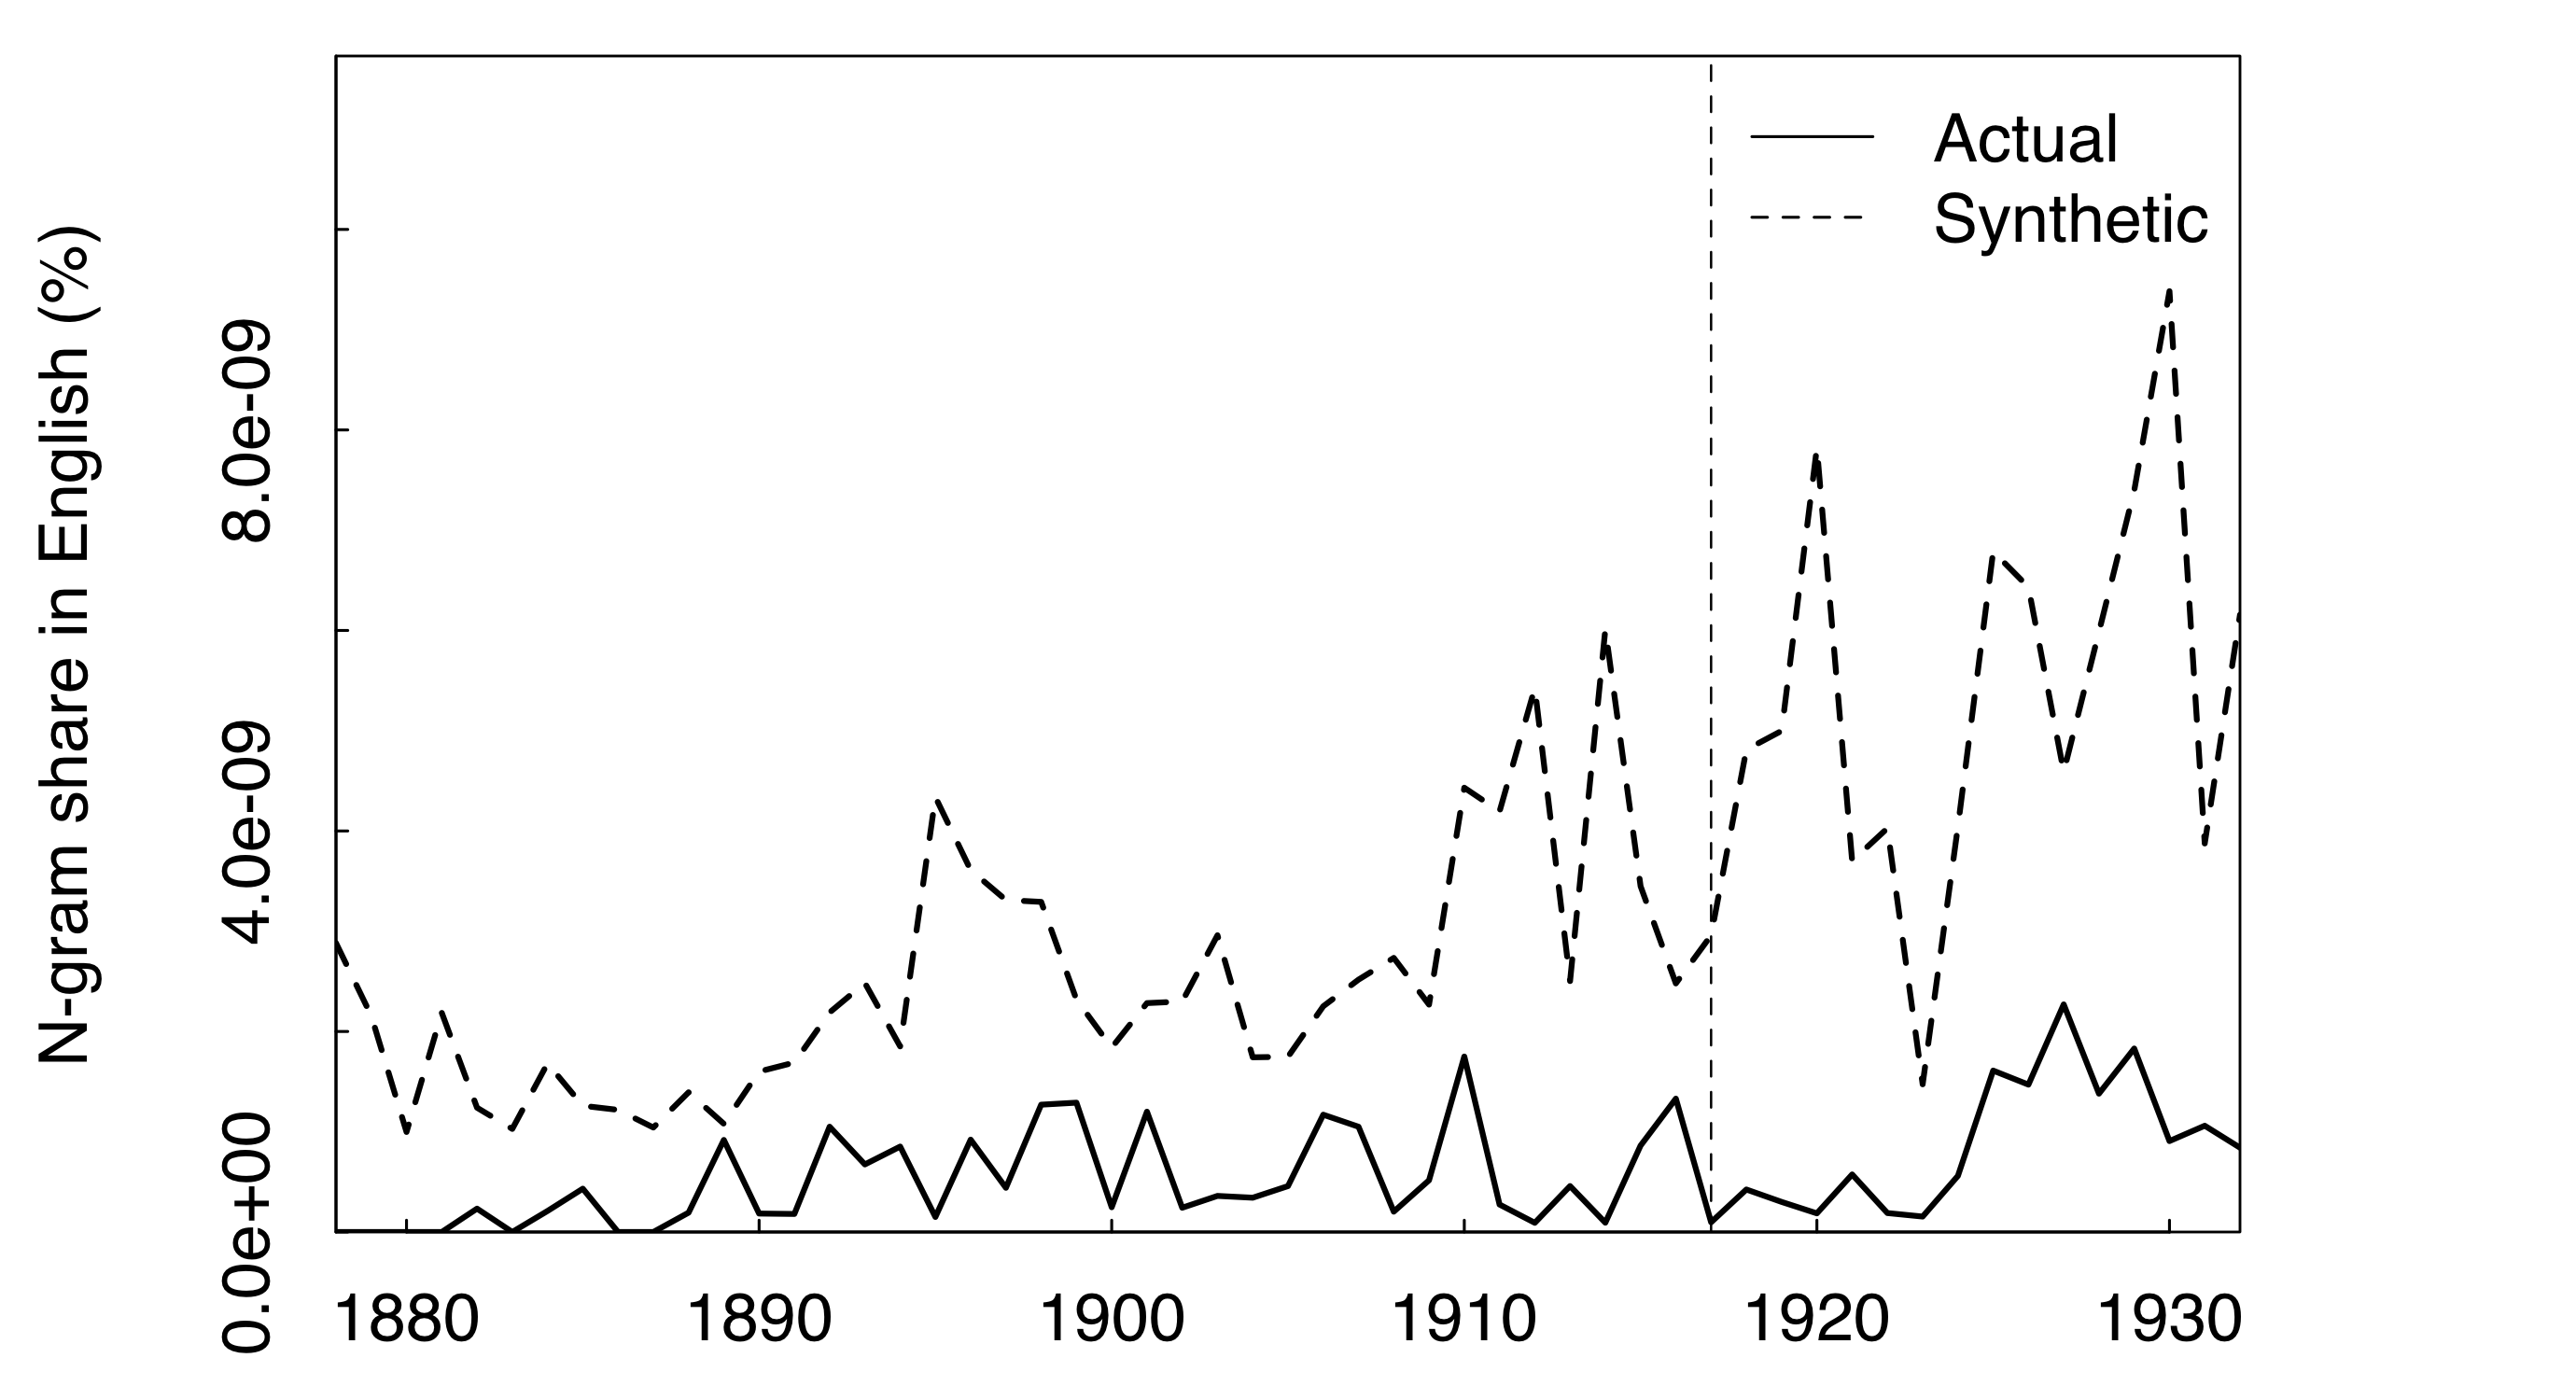 Actual
Synthetic
N-gram share in English (%)
8.0e-09
4.0e-09
0.0e+00
1880 1890 1900 1910 1920 1930